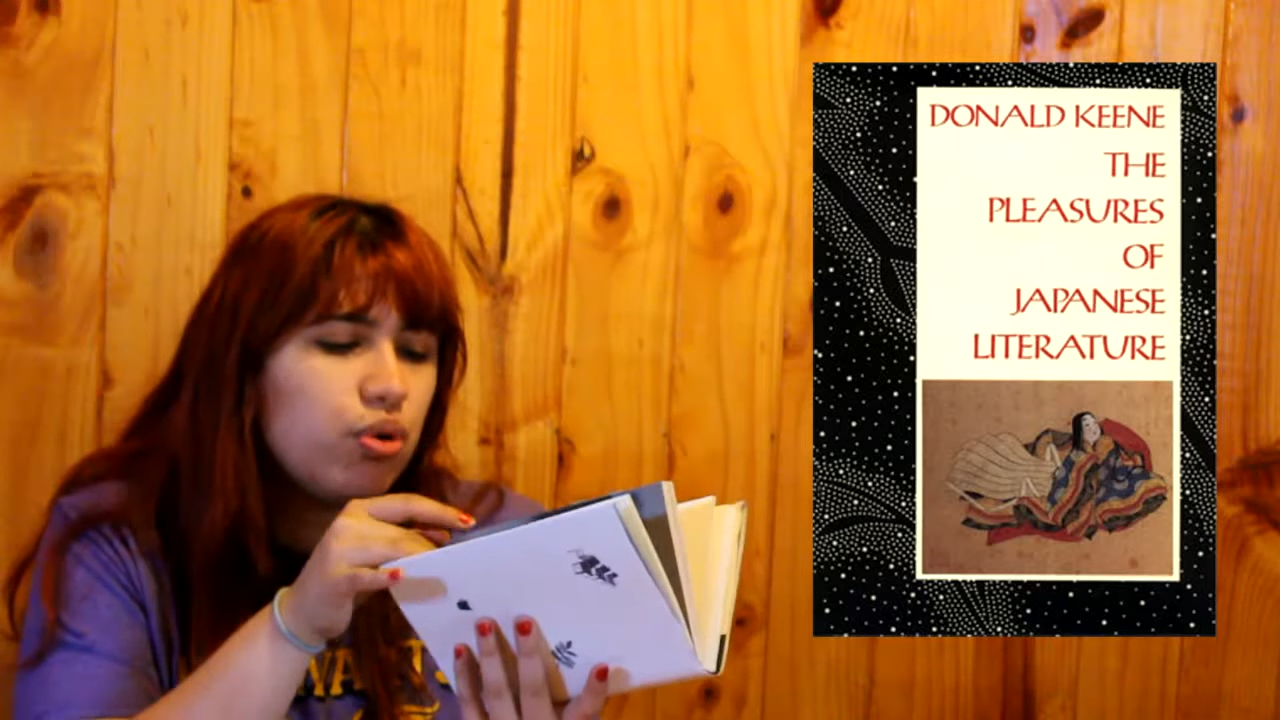 DONALD KEENE
THE
PLEASURES
OF
JAPANESE
LITERATURE